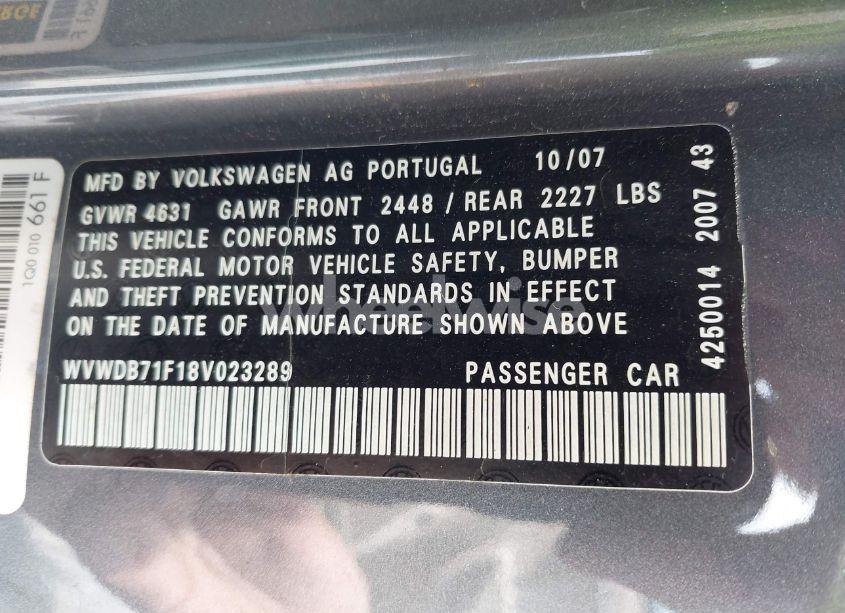 RGE
MFD BY VOLKSWAGEN AG PORTUGAL 10/07
GVWR 4631 GAWR FRONT 2448 / REAR 2227 LBS
THIS VEHICLE CONFORMS TO ALL APPLICABLE
U.S. FEDERAL MOTOR VEHICLE SAFETY, BUMPER
AND THEFT PREVENTION STANDARDS IN EFFECT
ON THE DATE OF MANUFACTURE SHOWN ABOVE
WVWDB71F18V023289 PASSENGER CAR
4250014 2007 43
1Q0 010 661 F
wheelwise